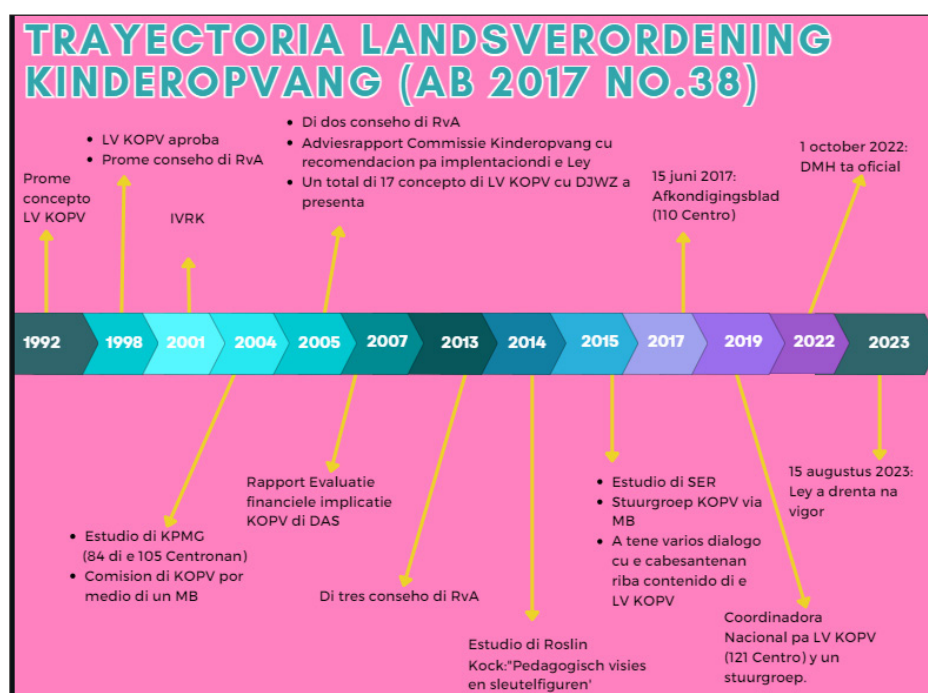 TRAYECTORIA LANDSVERORDENING
KINDEROPVANG (AB 2017 NO.38)
Prome
concepto
LV KOPV
• LV KOPV aproba
• Prome conseho di RvA
IVRK
• Di dos conseho di RvA
• Adviesrapport Commissie Kinderopvang cu
recomendacion pa implentaciondi e Ley
• Un total di 17 concepto di LV KOPV cu DJWZ a
presenta
15 juni 2017:
Afkondigingsblad
(110 Centro)
1 october 2022:
DMH ta oficial
1992
1998
2001
2004
2005
2007
2013
2014
2015
2017
2019
2022
2023
• Estudio di KPMG
(84 di e 105 Centronan)
• Comision di KOPV por
medio di un MB
Rapport Evaluatie
financiele implicatie
KOPV di DAS
Di tres conseho di RvA
Estudio di Roslin
Kock:"Pedagogisch visies
en sleutelfiguren'
• Estudio di SER
• Stuurgroep KOPV via
MB
• A tene varios dialogo
cu e cabesantenan
riba contenido di e
LV KOPV
Coordinadora
Nacional pa LV KOPV
(121 Centro) y un
stuurgroep.
15 augustus 2023:
Ley a drenta na
vigor